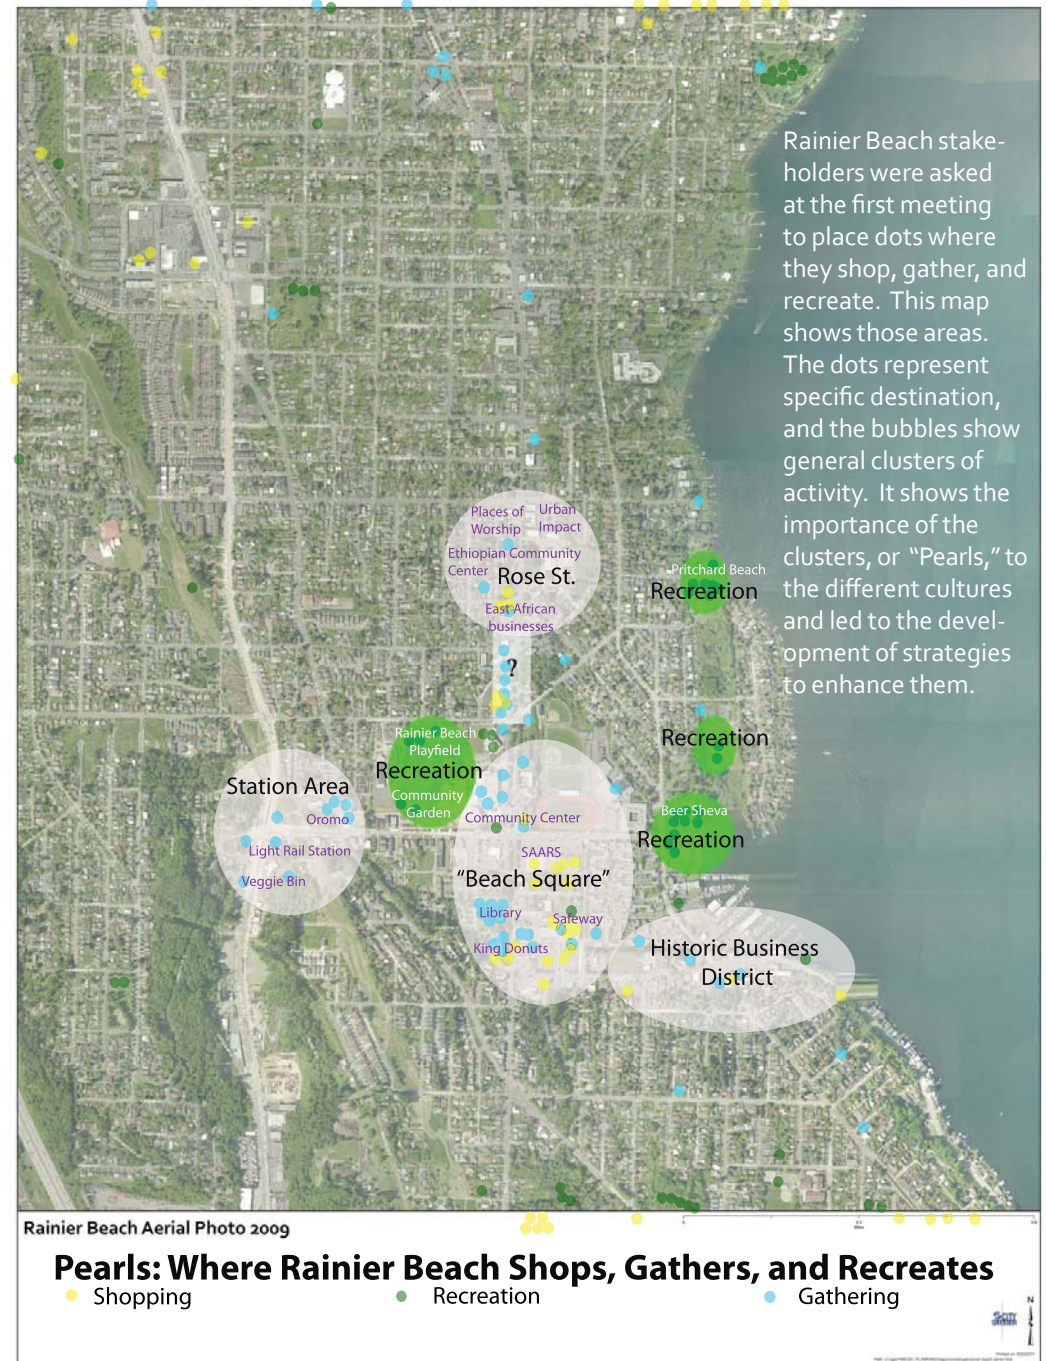 Rainier Beach stake-
holders were asked
at the first meeting
to place dots where
they shop, gather, and
recreate. This map
shows those areas.
The dots represent
specific destination,
and the bubbles show
general clusters of
activity. It shows the
importance of the
clusters, or “Pearls,” to
the different cultures
and led to the devel-
opment of strategies
to enhance them.
Places of
Worship
Urban
Impact
Ethiopian Community
Center
Rose St.
East African
businesses
?
Pritchard Beach
Recreation
Recreation
Rainier Beach
Playfield
Recreation
Community
Garden
Station Area
Oromo
Light Rail Station
Veggie Bin
Community Center
SAARS
“Beach Square”
Library
Safeway
King Donuts
Beer Sheva
Recreation
Historic Business
District
Rainier Beach Aerial Photo 2009
Pearls: Where Rainier Beach Shops, Gathers, and Recreates
Shopping
Recreation
Gathering
N